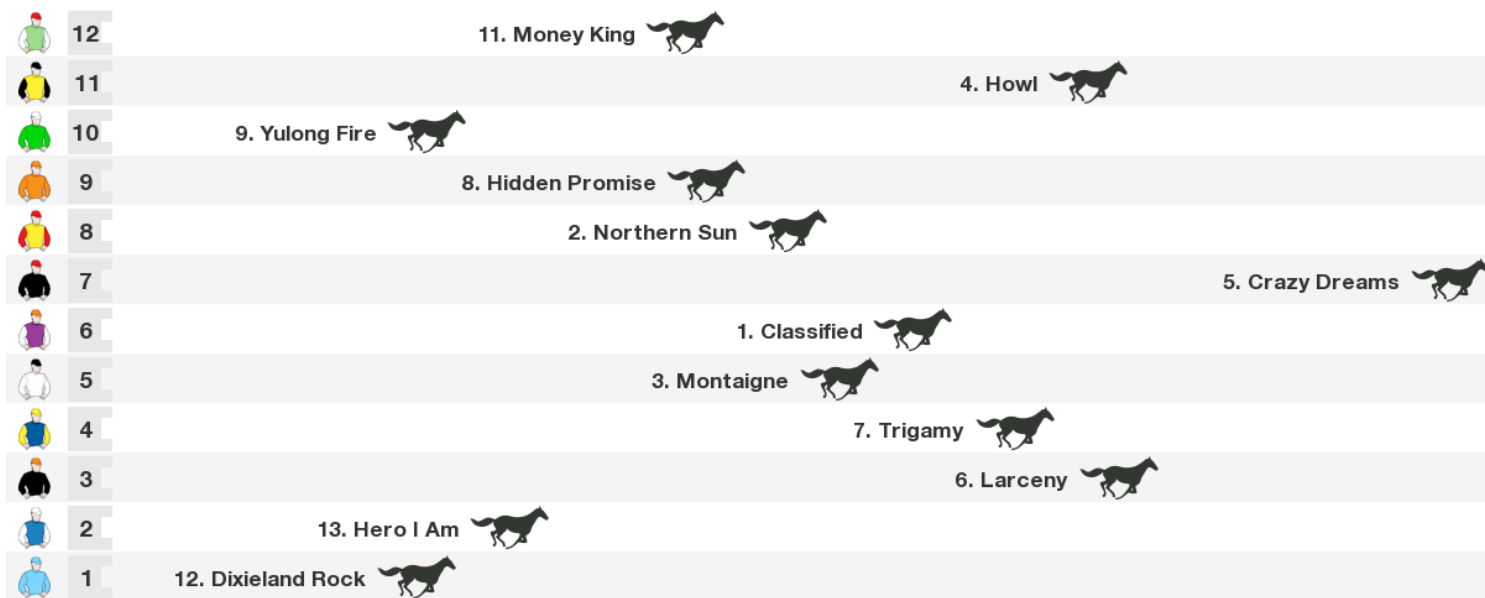 12 11. Money King
11 4. Howl
10 9. Yulong Fire
9 8. Hidden Promise
8 2. Northern Sun
7 5. Crazy Dreams
6 1. Classified
5 3. Montaigne
4 7. Trigamy
3 6. Larceny
2 13. Hero I Am
1 12. Dixieland Rock